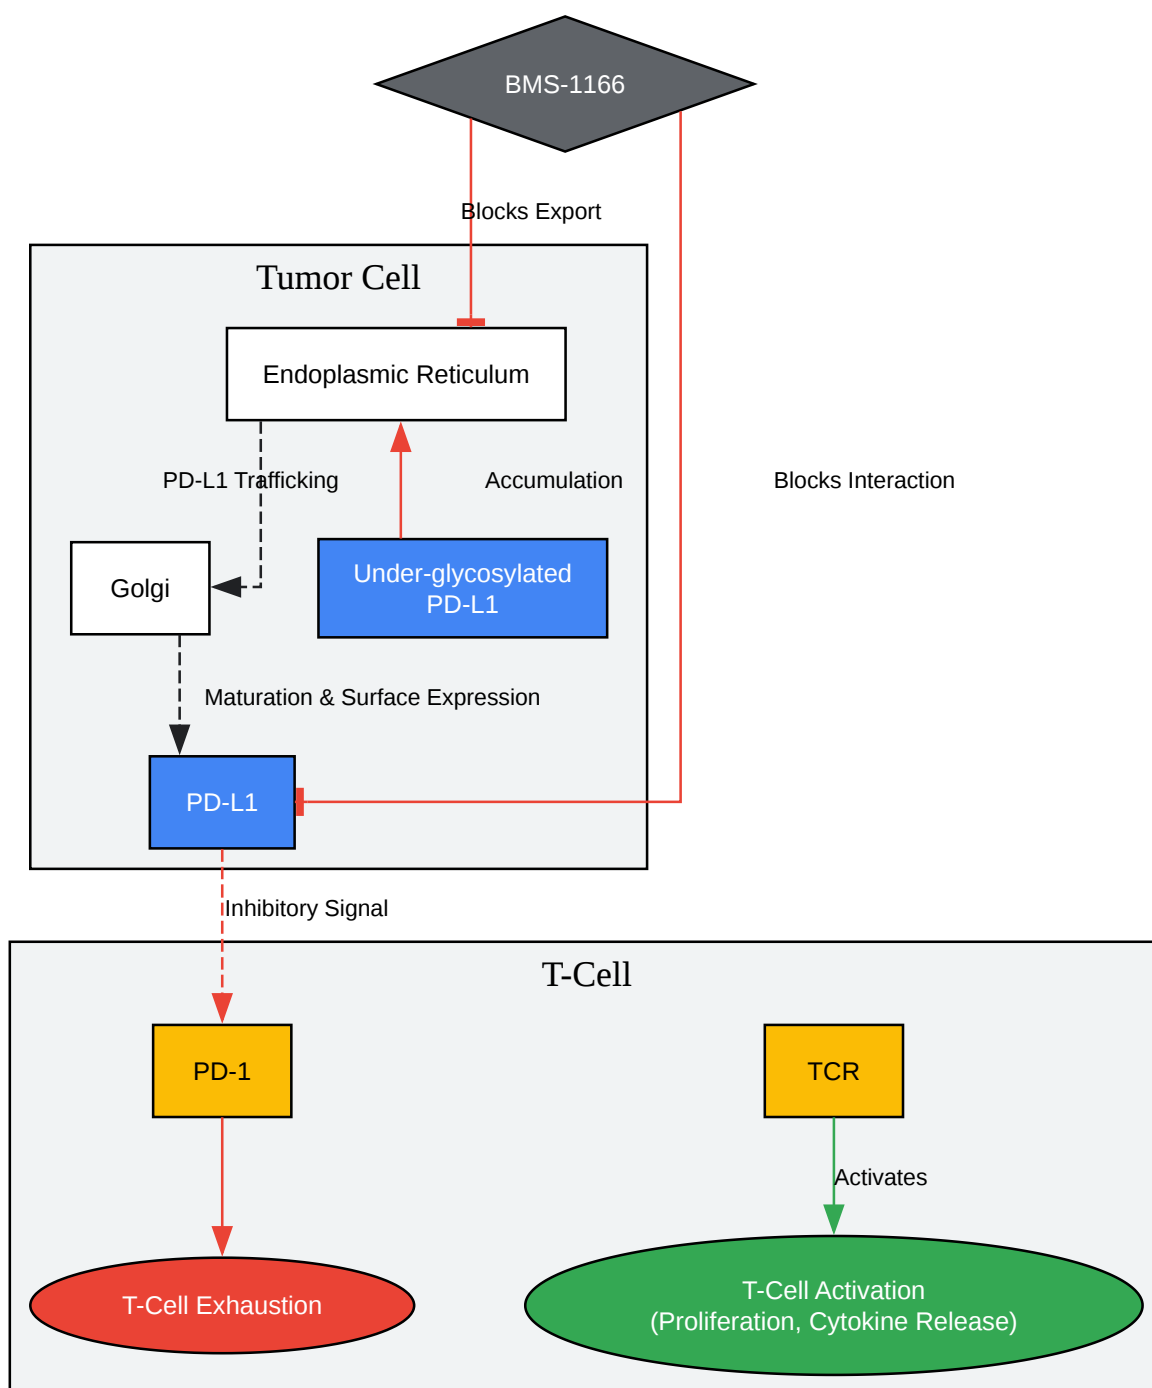 BMS-1166
Blocks Export
Tumor Cell
Endoplasmic Reticulum
PD-L1 Trafficking
Accumulation
Blocks Interaction
Golgi
Under-glycosylated
PD-L1
Maturation & Surface Expression
PD-L1
Inhibitory Signal
T-Cell
PD-1
TCR
Activates
T-Cell Exhaustion
T-Cell Activation
(Proliferation, Cytokine Release)